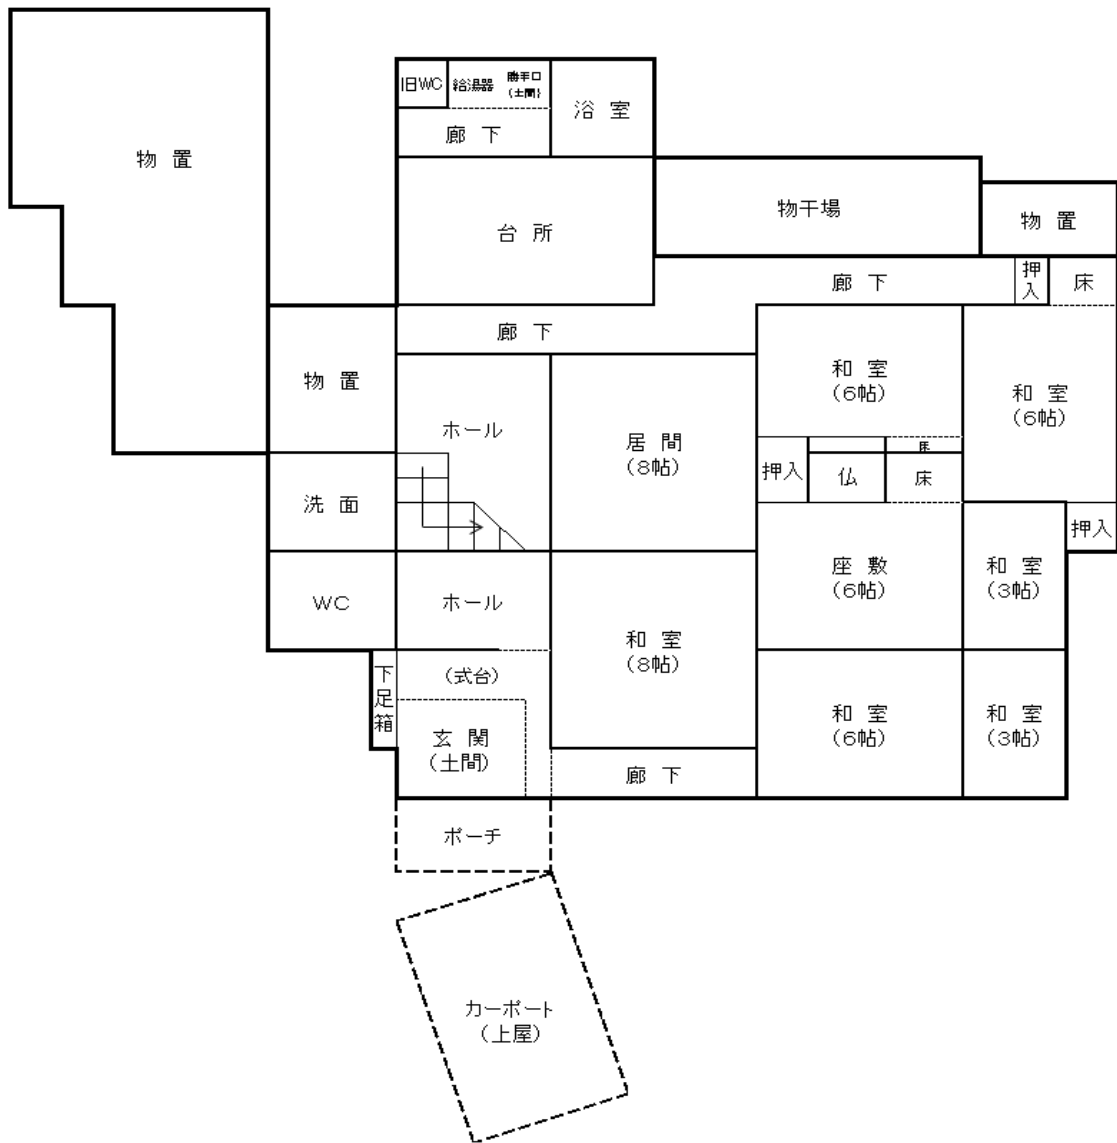 旧WC
給湯器
勝手口
(土間)
浴 室
廊 下
物 置
台 所
物干場
物 置
廊 下
押
入
床
廊 下
物 置
ホール
居 間
(8帖)
和 室
(6帖)
和 室
(6帖)
床
押入
仏
床
洗 面
押入
座 敷
(6帖)
和 室
(3帖)
WC
ホール
和 室
(8帖)
下
足
箱
(式台)
玄 関
(土間)
廊 下
和 室
(6帖)
和 室
(3帖)
ポーチ
カーポート
(上屋)